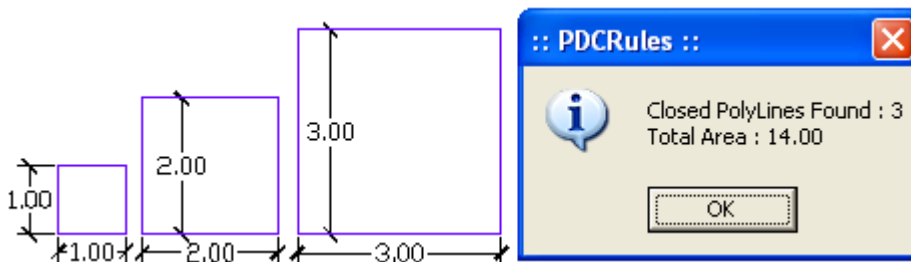 1.00
1.00
2.00
2.00
3.00
3.00
:: PDCRules ::
Closed PolyLines Found : 3
Total Area : 14.00
OK